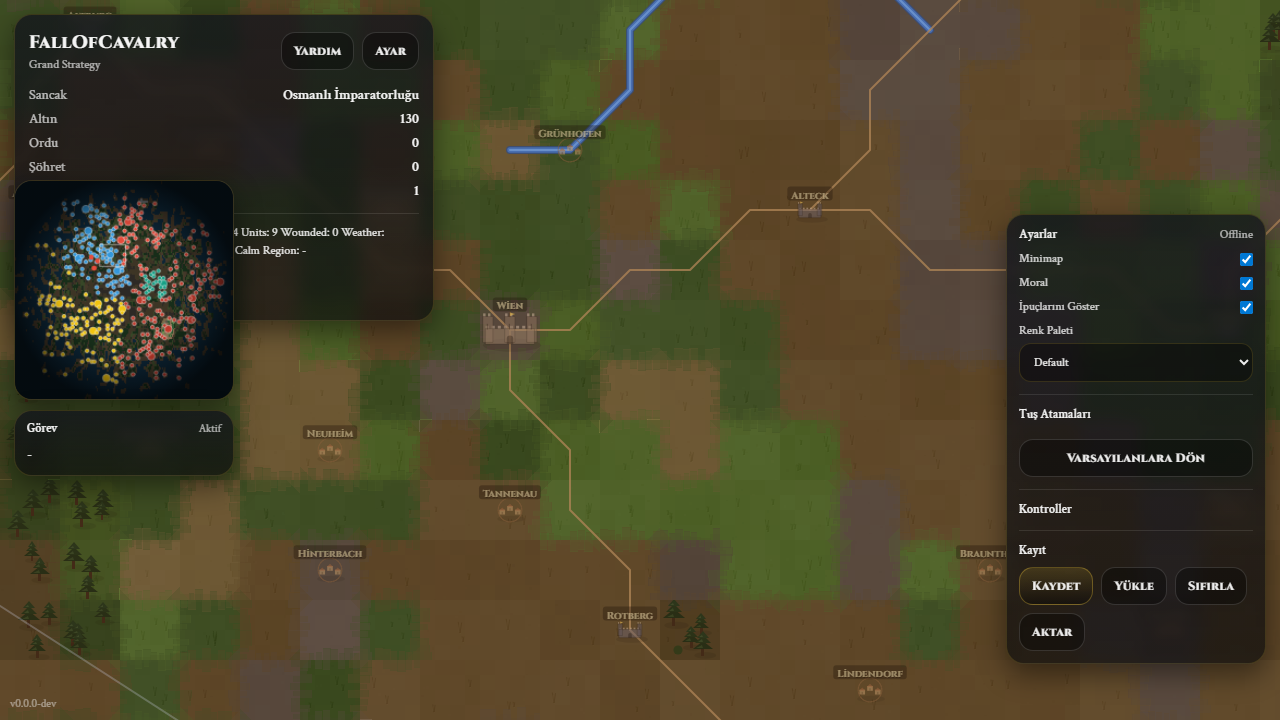 FallOfCavalry
Grand Strategy
Yardım
Ayar
Sancak
Osmanlı İmparatorluğu
Altın
130
Ordu
0
Şöhret
0
1
4 Units: 9 Wounded: 0 Weather:
Calm Region: -
Görev
Aktif
-
Grünhofen
Alteck
Wien
Neuheim
Tannenau
Hinterbach
Rotberg
Lindendorf
Ayarlar
Offline
Minimap
Moral
İpuçlarını Göster
Renk Paleti
Default
Tuş Atamaları
Varsayılanlara Dön
Kontroller
Kayıt
Kaydet
Yükle
Sıfırla
Aktar
v0.0.0-dev